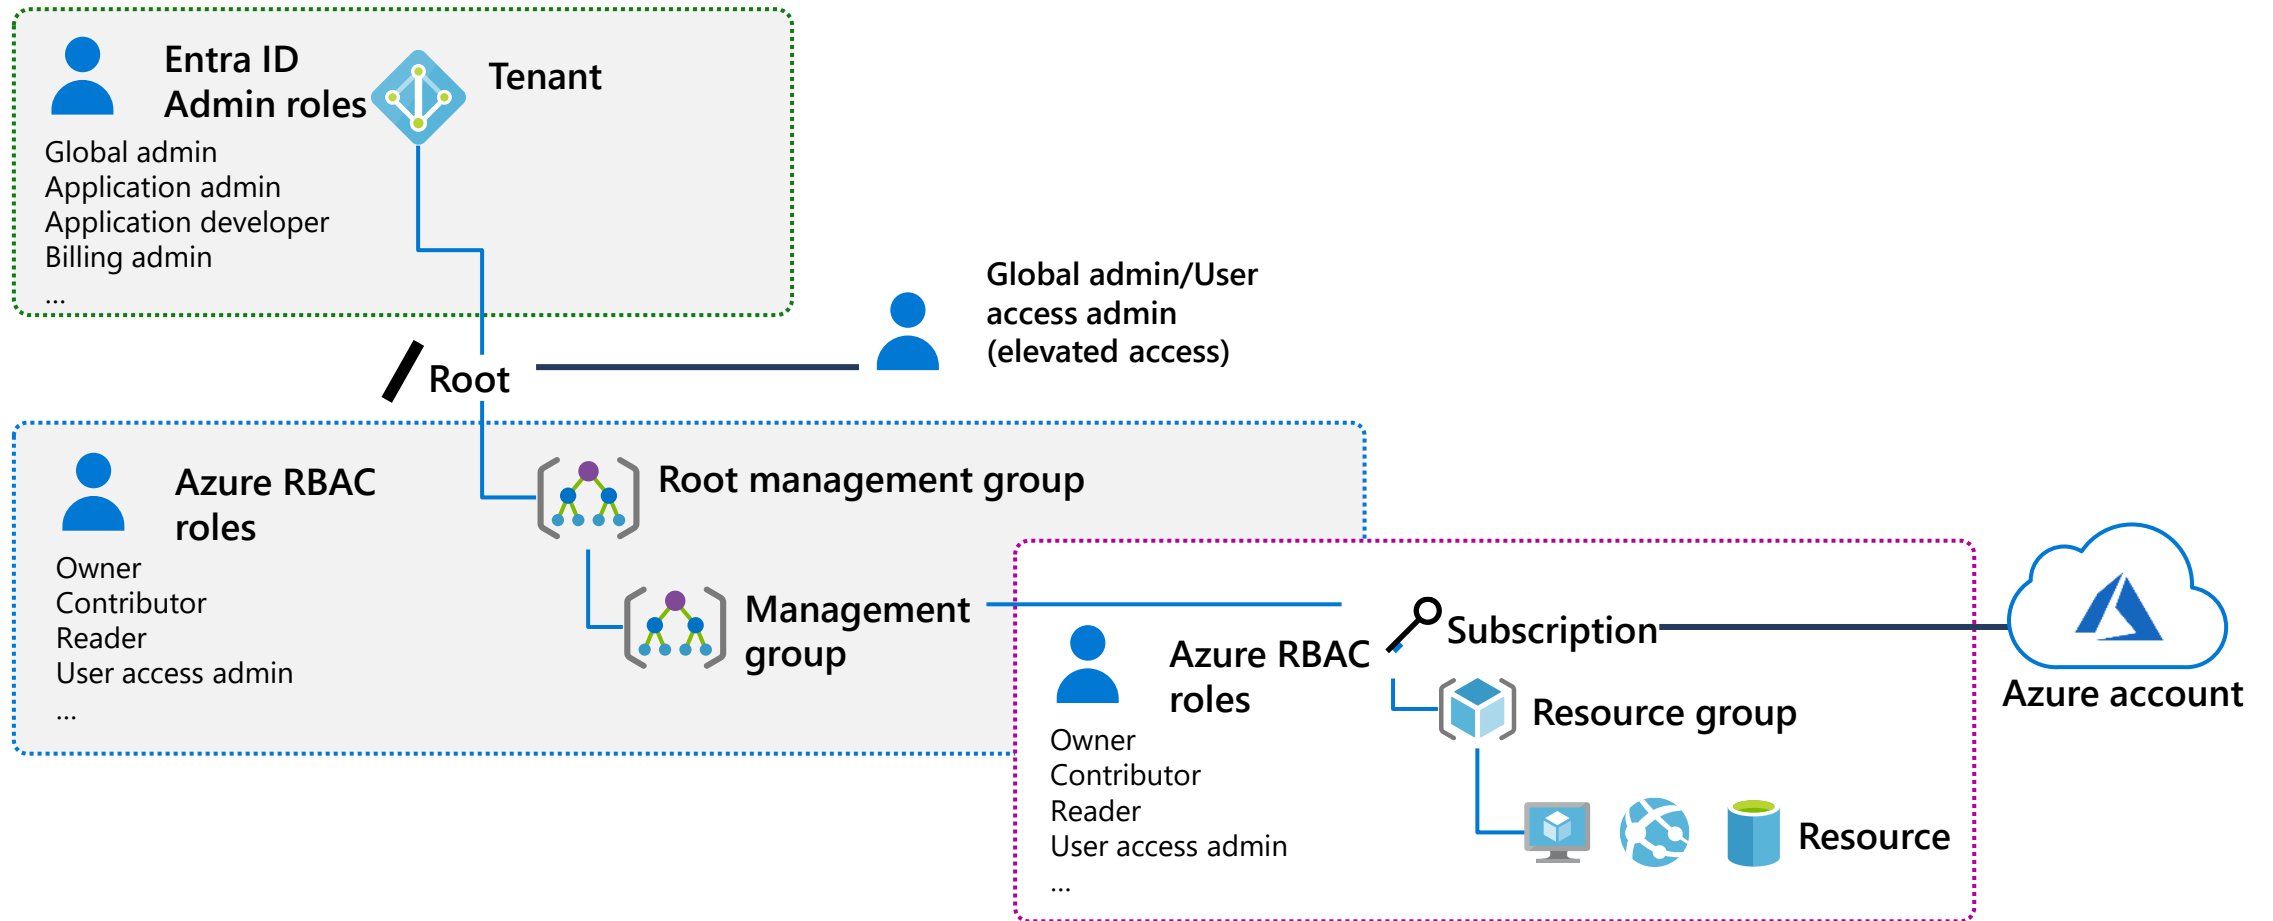 Entra ID
Admin roles
Tenant
Global admin
Application admin
Application developer
Billing admin
...
Global admin/User
access admin
(elevated access)
Root
Azure RBAC
roles
Root management group
Owner
Contributor
Reader
User access admin
...
Management
group
Azure RBAC
roles
Subscription
Resource group
Owner
Contributor
Reader
User access admin
...
Resource
Azure account